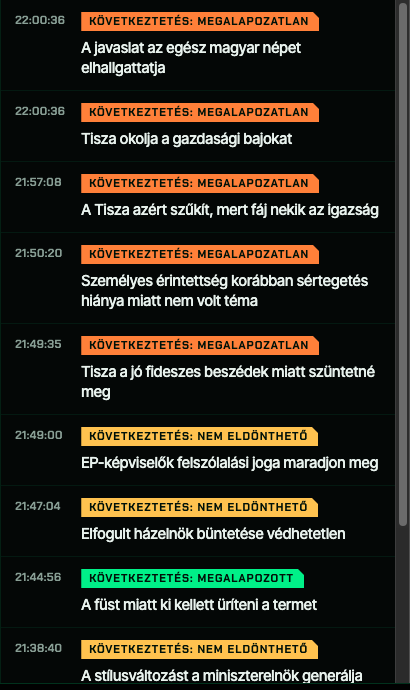 22:00:36
KÖVETKEZTETÉS: MEGALAPOZATLAN
A javaslat az egész magyar népet
elhallgattatja
22:00:36
KÖVETKEZTETÉS: MEGALAPOZATLAN
Tisza okolja a gazdasági bajokat
21:57:08
KÖVETKEZTETÉS: MEGALAPOZATLAN
A Tisza azért szűkít, mert fáj nekik az igazság
21:50:20
KÖVETKEZTETÉS: MEGALAPOZATLAN
Személyes érintettség korábban sértegetés
hiánya miatt nem volt téma
21:49:35
KÖVETKEZTETÉS: MEGALAPOZATLAN
Tisza a jó fideszes beszédek miatt szüntetné
meg
21:49:00
KÖVETKEZTETÉS: NEM ELDÖNTHETŐ
EP-képviselők felszólalási joga maradjon meg
21:47:04
KÖVETKEZTETÉS: NEM ELDÖNTHETŐ
Elfogult házelnök büntetése védhetetlen
21:44:56
KÖVETKEZTETÉS: MEGALAPOZOTT
A füst miatt ki kellett üríteni a termet
21:38:40
KÖVETKEZTETÉS: NEM ELDÖNTHETŐ
A stílusváltozást a miniszterelnök generálja